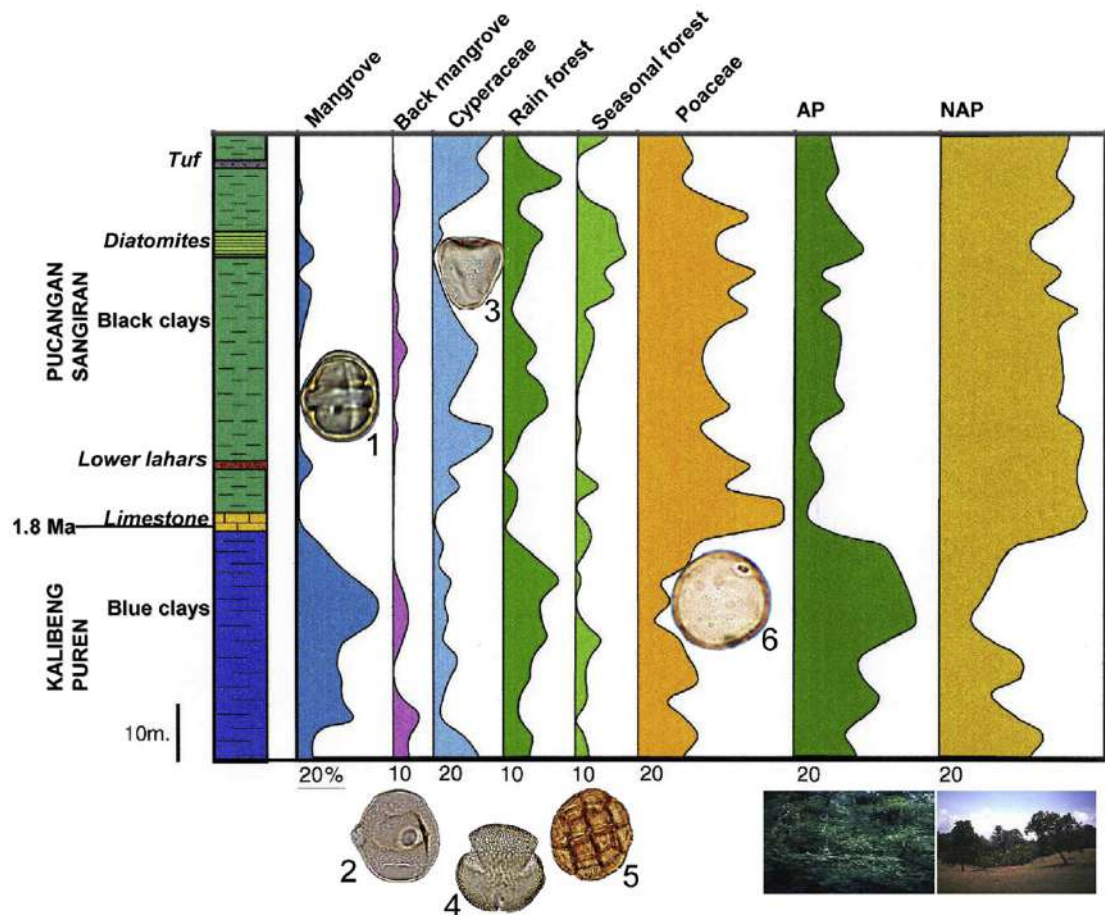 Mangrove
Back mangrove
Cyperaceae
Rain forest
Seasonal forest
Poaceae
AP
NAP
Tuf
Diatomites
PUCANGAN
SANGIRAN
Black clays
3
1
Lower lahars
Limestone
1.8 Ma
KALIBENG
PUREN
Blue clays
6
10m.
20%
10
20
10
10
20
20
20
2
4
5